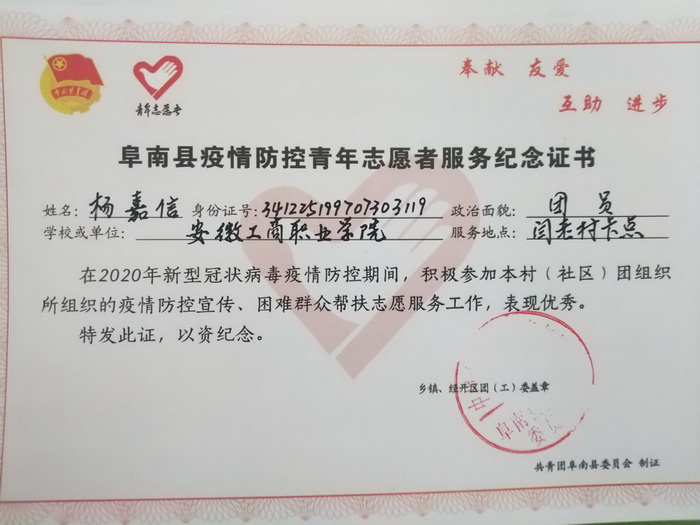 奉献 友爱
互助 进步
青年志愿者
阜南县疫情防控青年志愿者服务纪念证书
姓名：杨嘉信 身份证号：341225199707303119 政治面貌：团员
学校或单位：安徽工商职业学院 服务地点：闫老村卡点
在2020年新型冠状病毒疫情防控期间，积极参加本村（社区）团组织
所组织的疫情防控宣传、困难群众帮扶志愿服务工作，表现优秀。
特发此证，以资纪念。
乡镇、经开区团（工）委盖章
共青团阜南县委员会 制证